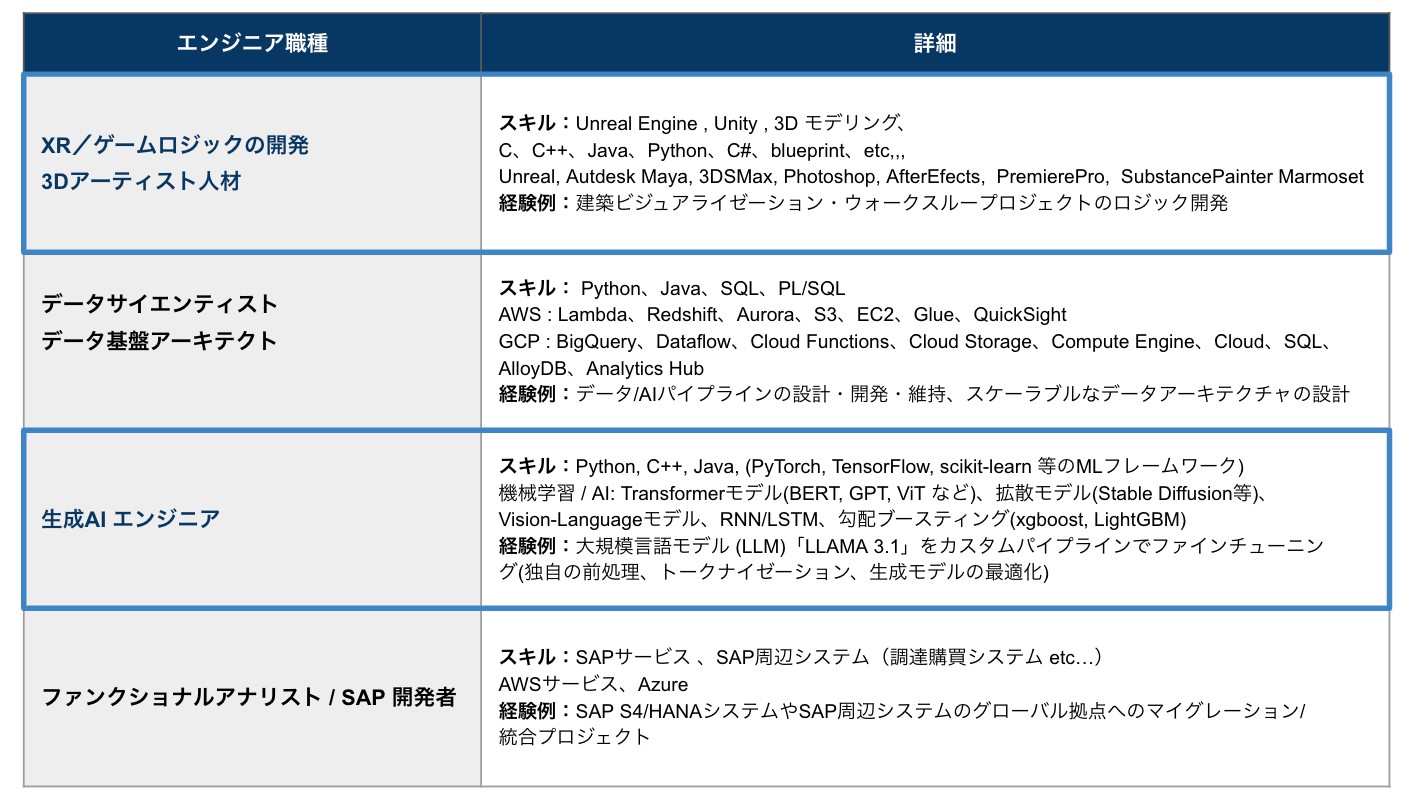 エンジニア職種
詳細
XR／ゲームロジックの開発
3Dアーティスト人材
スキル：Unreal Engine , Unity , 3D モデリング、
C、C++、Java、Python、C#、blueprint、etc,,,
Unreal, Autdesk Maya, 3DSMax, Photoshop, AfterEfects,  PremierePro,  SubstancePainter Marmoset
経験例：建築ビジュアライゼーション・ウォークスループロジェクトのロジック開発
データサイエンティスト
データ基盤アーキテクト
スキル： Python、Java、SQL、PL/SQL
AWS : Lambda、Redshift、Aurora、S3、EC2、Glue、QuickSight
GCP : BigQuery、Dataflow、Cloud Functions、Cloud Storage、Compute Engine、Cloud、SQL、
AlloyDB、Analytics Hub
経験例：データ/AIパイプラインの設計・開発・維持、スケーラブルなデータアーキテクチャの設計
生成AI エンジニア
スキル：Python, C++, Java, (PyTorch, TensorFlow, scikit-learn 等のMLフレームワーク)
機械学習 / AI: Transformerモデル(BERT, GPT, ViT など)、拡散モデル(Stable Diffusion等)、
Vision-Languageモデル、RNN/LSTM、勾配ブースティング(xgboost, LightGBM)
経験例：大規模言語モデル (LLM)「LLAMA 3.1」をカスタムパイプラインでファインチューニン
グ(独自の前処理、トークナイゼーション、生成モデルの最適化)
ファンクショナルアナリスト / SAP 開発者
スキル：SAPサービス 、SAP周辺システム（調達購買システム etc…）
AWSサービス、Azure
経験例：SAP S4/HANAシステムやSAP周辺システムのグローバル拠点へのマイグレーション/
統合プロジェクト